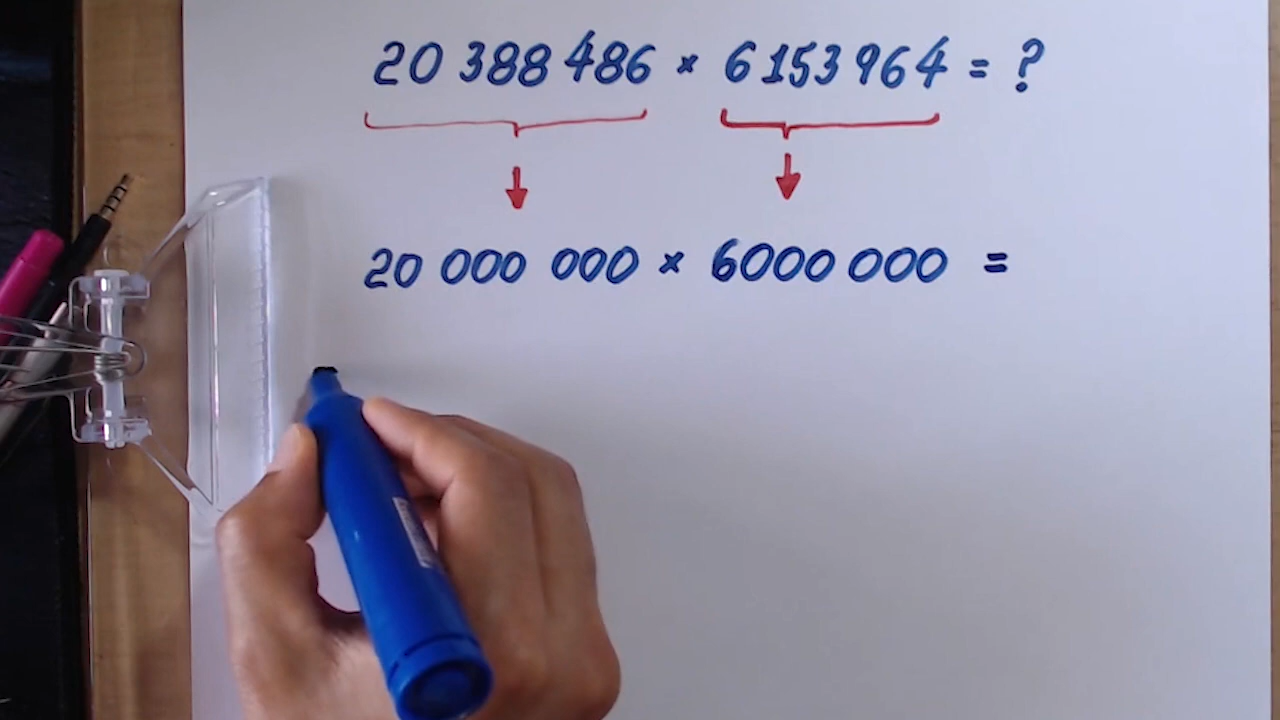 20 388 486 × 6 153 964 = ?
20 000 000 × 6000 000 =